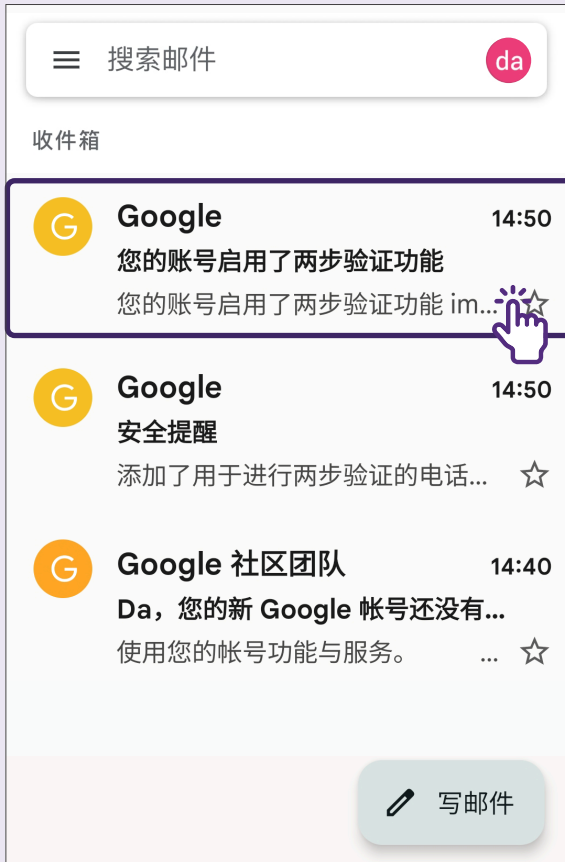 搜索邮件
da
收件箱
G
Google
14:50
您的账号启用了两步验证功能
您的账号启用了两步验证功能 im...
G
Google
14:50
安全提醒
添加了用于进行两步验证的电话...
G
Google 社区团队
14:40
Da，您的新 Google 帐号还没有...
使用您的帐号功能与服务。 ...
写邮件